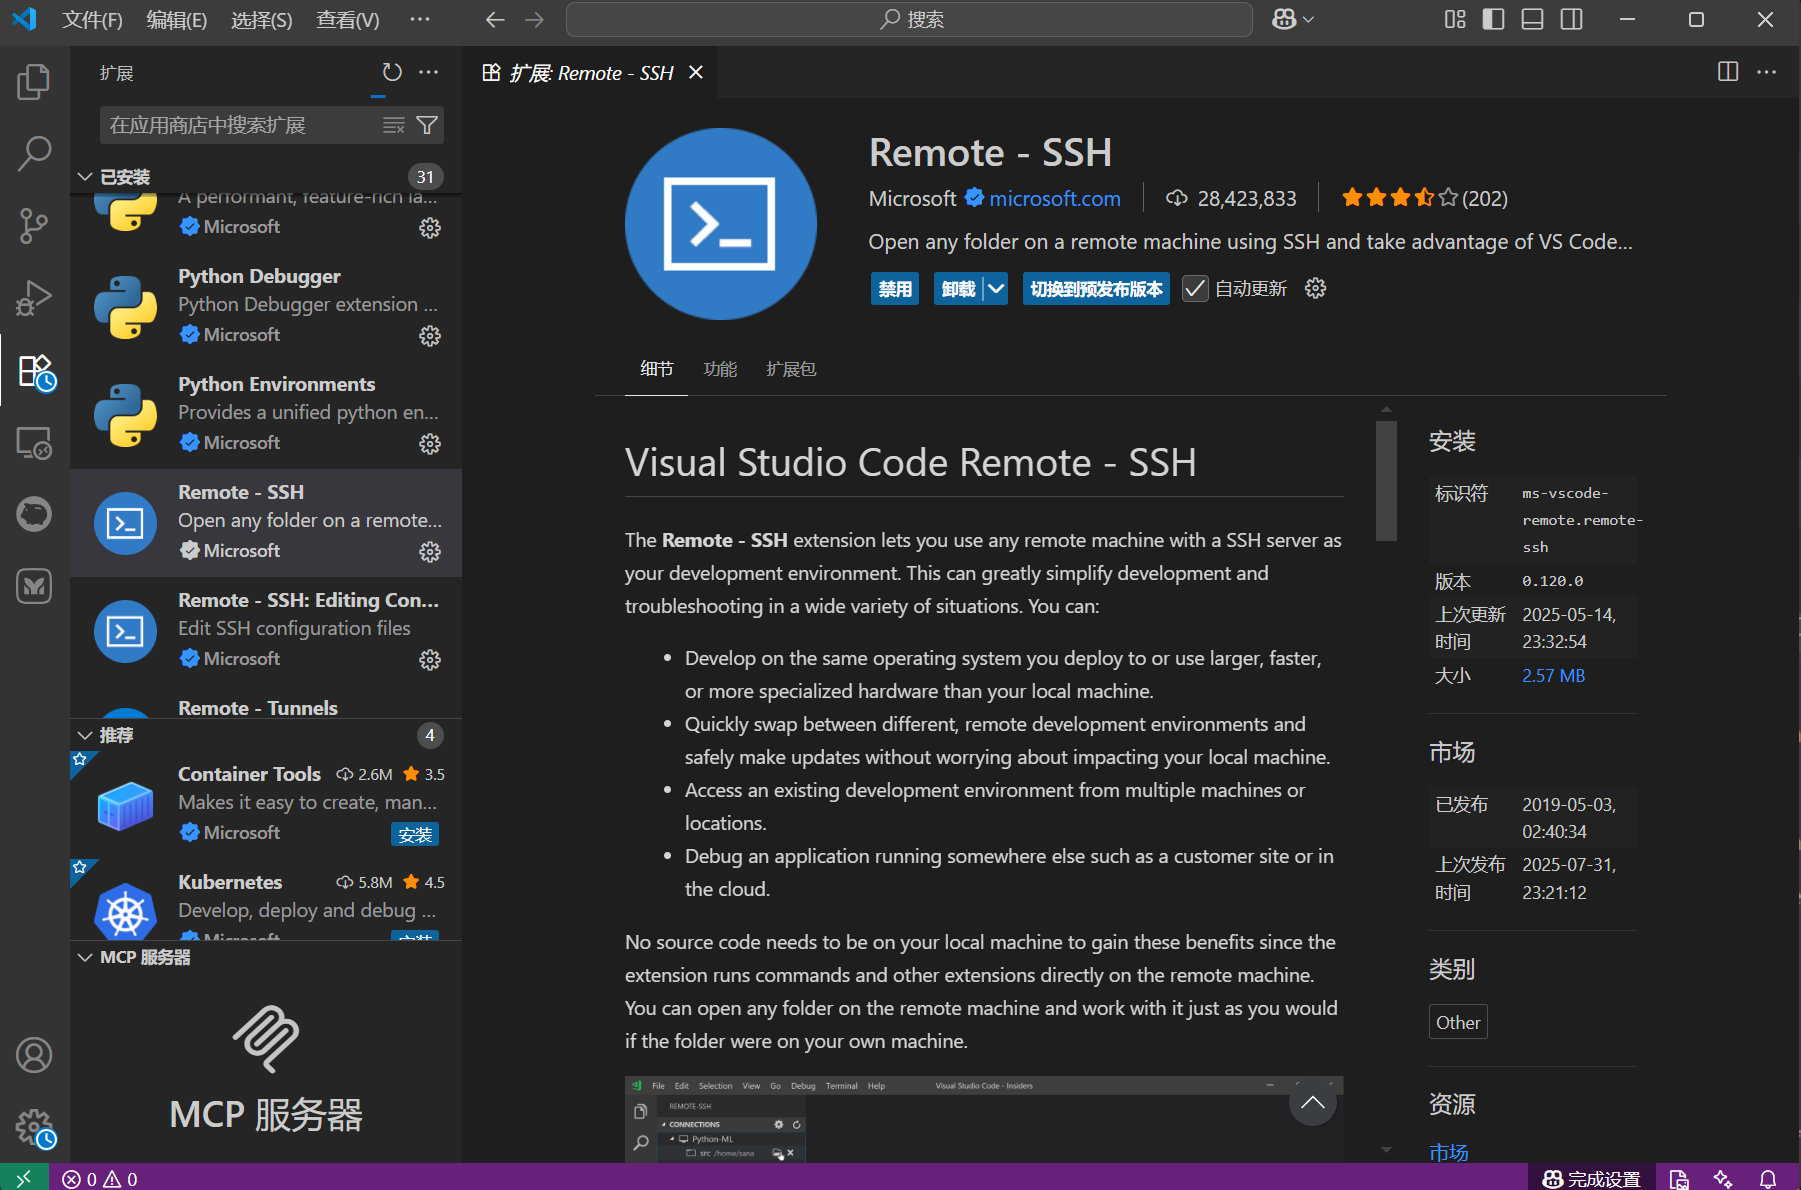 文件(F) 编辑(E) 选择(S) 查看(V) ··· 搜索
扩展
在应用商店中搜索扩展
已安装 31
A performant, feature-rich la...
Microsoft
Python Debugger
Python Debugger extension ...
Microsoft
Python Environments
Provides a unified python en...
Microsoft
Remote - SSH
Open any folder on a remote...
Microsoft
Remote - SSH: Editing Con...
Edit SSH configuration files
Microsoft
Remote - Tunnels
推荐 4
Container Tools 2.6M 3.5
Makes it easy to create, man...
Microsoft 安装
Kubernetes 5.8M 4.5
Develop, deploy and debug ...
Microsoft 安装
MCP 服务器
MCP 服务器
扩展: Remote - SSH
Remote - SSH
Microsoft microsoft.com 28,423,833 (202)
Open any folder on a remote machine using SSH and take advantage of VS Code...
禁用 卸载 切换到预发布版本 自动更新
细节 功能 扩展包
Visual Studio Code Remote - SSH
The Remote - SSH extension lets you use any remote machine with a SSH server as
your development environment. This can greatly simplify development and
troubleshooting in a wide variety of situations. You can:
• Develop on the same operating system you deploy to or use larger, faster,
or more specialized hardware than your local machine.
• Quickly swap between different, remote development environments and
safely make updates without worrying about impacting your local machine.
• Access an existing development environment from multiple machines or
locations.
• Debug an application running somewhere else such as a customer site or in
the cloud.
No source code needs to be on your local machine to gain these benefits since the
extension runs commands and other extensions directly on the remote machine.
You can open any folder on the remote machine and work with it just as you would
if the folder were on your own machine.
File Edit Selection View Go Debug Terminal Help Visual Studio Code - Insiders
REMOTE-SSH
CONNECTIONS
Python-ML
src /home/sana
安装
标识符 ms-vscode-
remote.remote-
ssh
版本 0.120.0
上次更新 2025-05-14,
时间 23:32:54
大小 2.57 MB
市场
已发布 2019-05-03,
02:40:34
上次发布 2025-07-31,
时间 23:21:12
类别
Other
资源
市场
0 0 完成设置